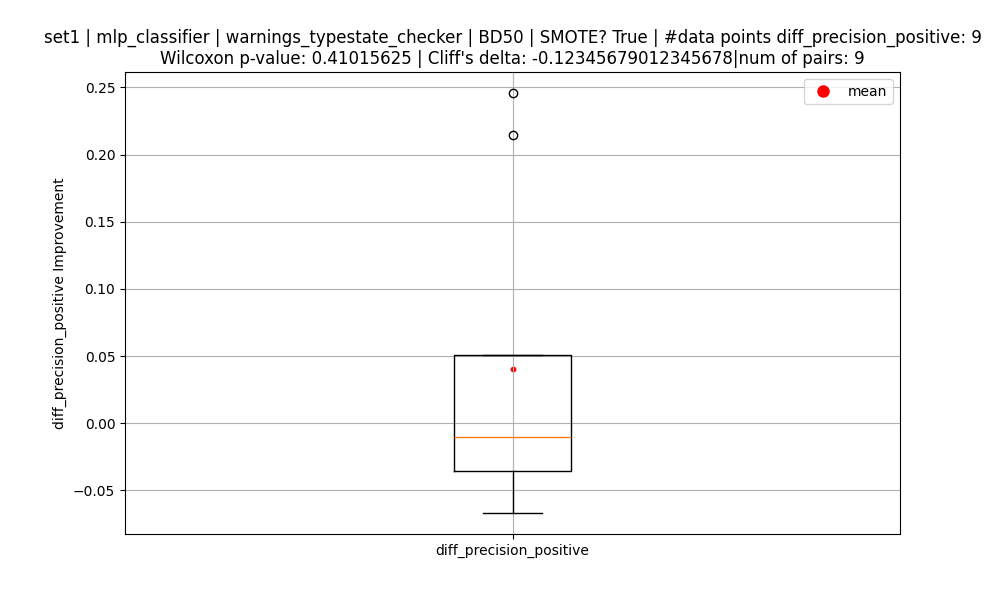 set1 | mlp_classifier | warnings_typestate_checker | BD50 | SMOTE? True | #data points diff_precision_positive: 9
Wilcoxon p-value: 0.41015625 | Cliff's delta: -0.12345679012345678|num of pairs: 9
mean
diff_precision_positive Improvement
0.25
0.20
0.15
0.10
0.05
0.00
−0.05
diff_precision_positive